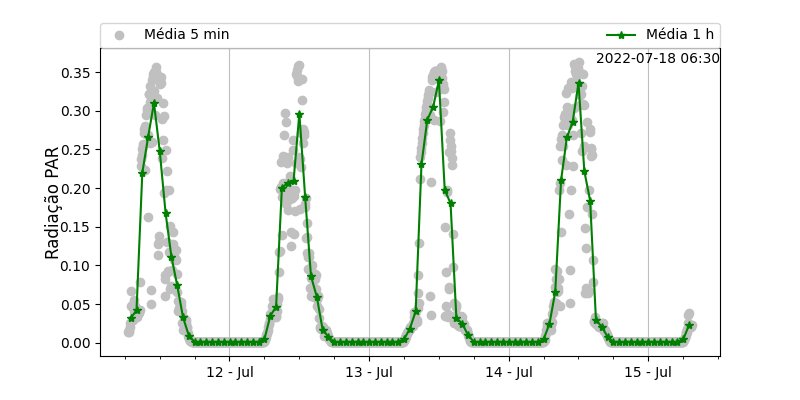 Média 5 min
Média 1 h
2022-07-18 06:30
0.35
0.30
0.25
0.20
0.15
0.10
0.05
0.00
Radiação PAR
12 - Jul
13 - Jul
14 - Jul
15 - Jul